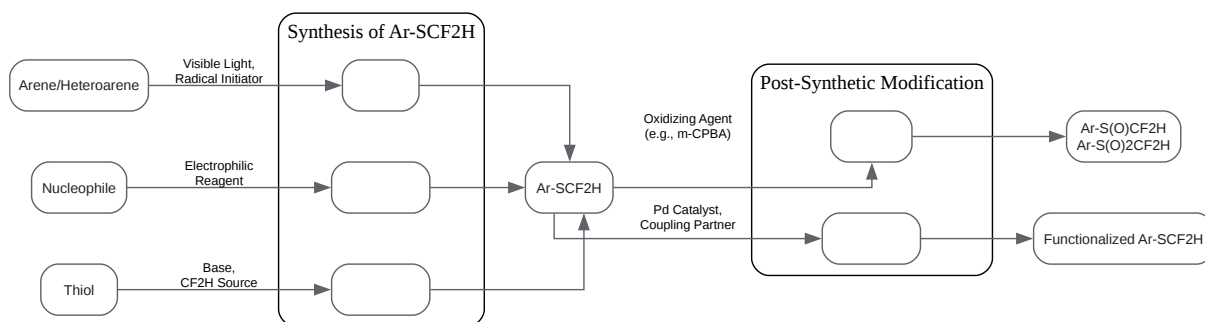 Synthesis of Ar-SCF2H
Arene/Heteroarene
Visible Light,
Radical Initiator
Nucleophile
Electrophilic
Reagent
Thiol
Base,
CF2H Source
Ar-SCF2H
Oxidizing Agent
(e.g., m-CPBA)
Pd Catalyst,
Coupling Partner
Post-Synthetic Modification
Ar-S(O)CF2H
Ar-S(O)2CF2H
Functionalized Ar-SCF2H